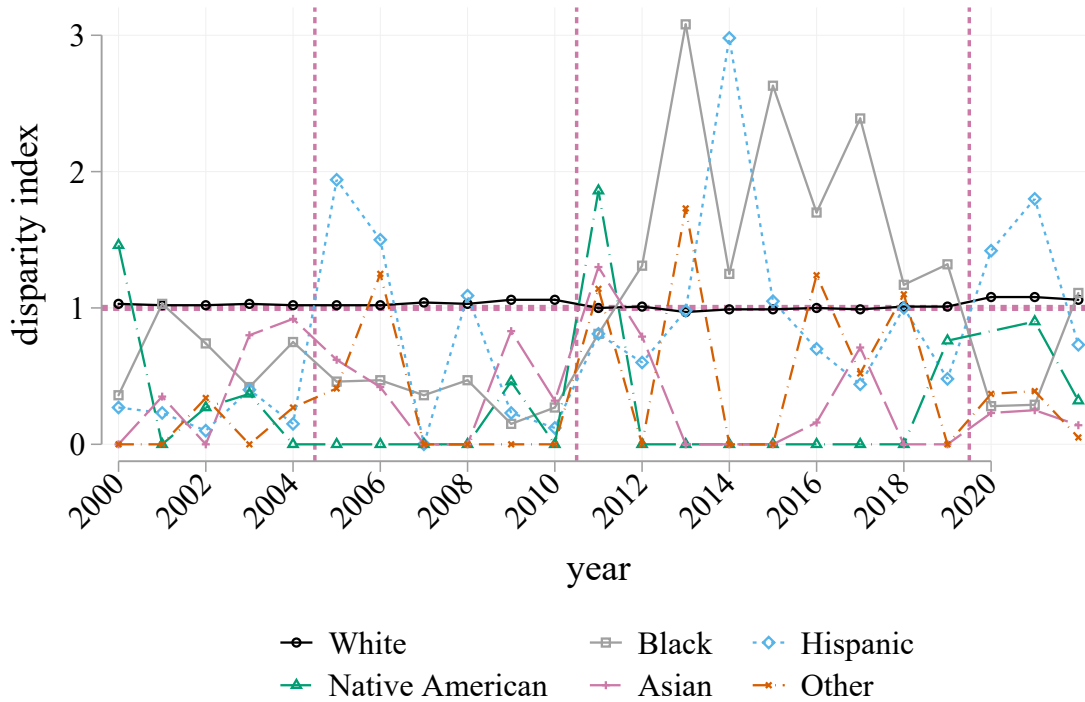 3
2
1
0
disparity index
2000 2002 2004 2006 2008 2010 2012 2014 2016 2018 2020
year
White Black Hispanic
Native American Asian Other